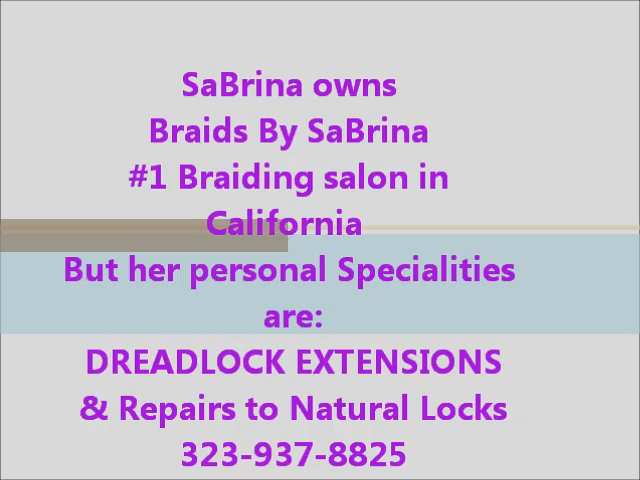 SaBrina owns
Braids By SaBrina
#1 Braiding salon in
California
But her personal Specialities
are:
DREADLOCK EXTENSIONS
& Repairs to Natural Locks
323-937-8825